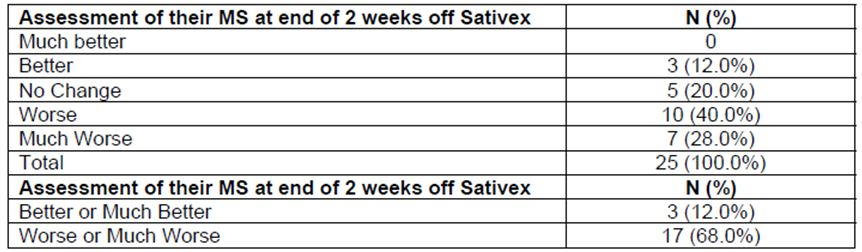 Assessment of their MS at end of 2 weeks off Sativex N (%)
Much better 0
Better 3 (12.0%)
No Change 5 (20.0%)
Worse 10 (40.0%)
Much Worse 7 (28.0%)
Total 25 (100.0%)
Assessment of their MS at end of 2 weeks off Sativex N (%)
Better or Much Better 3 (12.0%)
Worse or Much Worse 17 (68.0%)